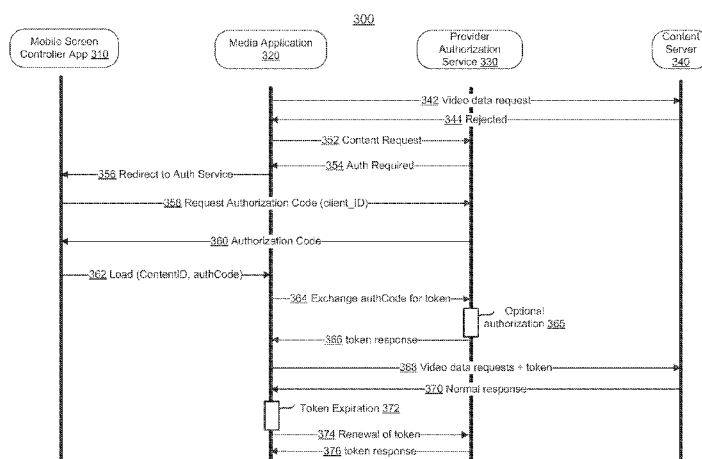 300
Mobile Screen
Controller App 310
Media Application
320
Provider
Authorization
Service 330
Content
Server
340
342 Video data request
344 Rejected
352 Content Request
354 Auth Required
356 Redirect to Auth Service
358 Request Authorization Code (client_ID)
360 Authorization Code
362 Load (ContentID, authCode)
364 Exchange authCode for token
Optional
authorization 365
366 token response
368 Video data requests + token
370 Normal response
Token Expiration 372
374 Renewal of token
376 token response